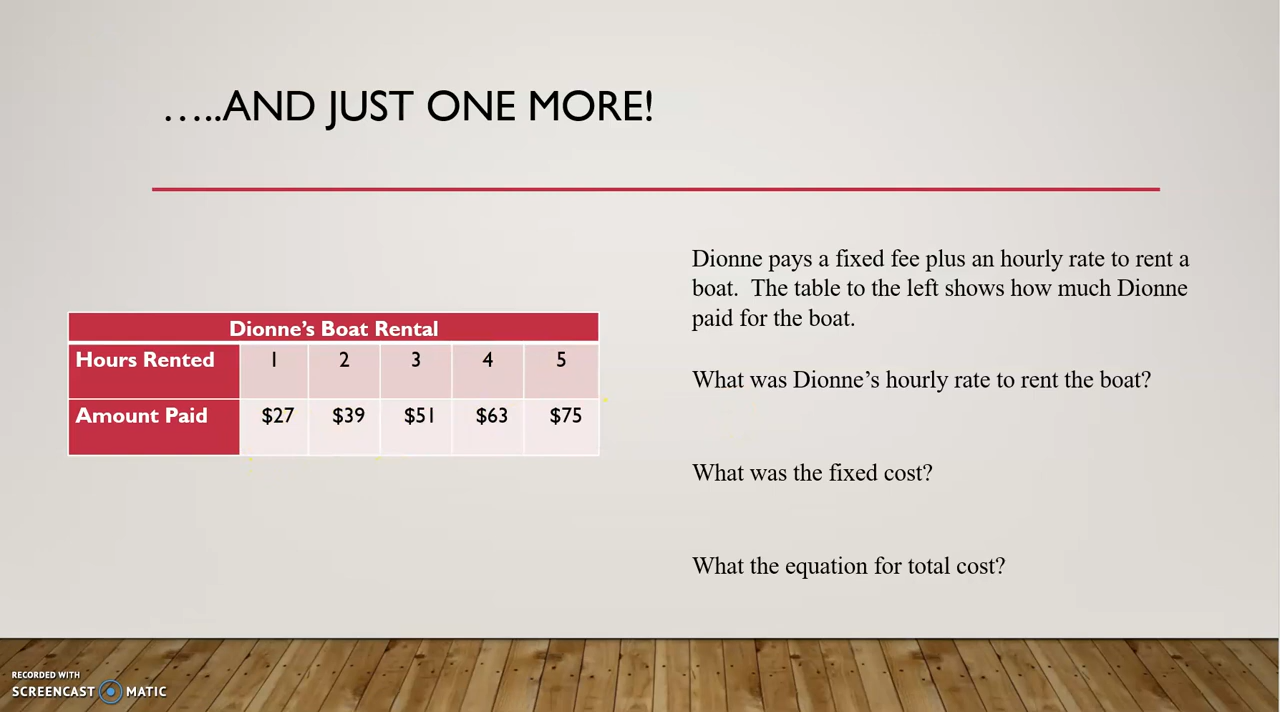 …..AND JUST ONE MORE!
Dionne's Boat Rental
Hours Rented 1 2 3 4 5
Amount Paid $27 $39 $51 $63 $75
Dionne pays a fixed fee plus an hourly rate to rent a
boat. The table to the left shows how much Dionne
paid for the boat.
What was Dionne's hourly rate to rent the boat?
What was the fixed cost?
What the equation for total cost?
RECORDED WITH
SCREENCAST MATIC